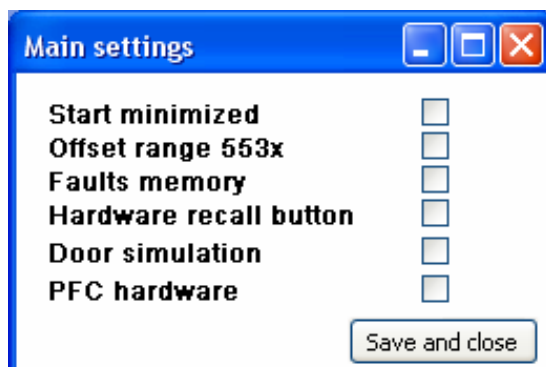 Main settings
Start minimized
Offset range 553x
Faults memory
Hardware recall button
Door simulation
PFC hardware
Save and close